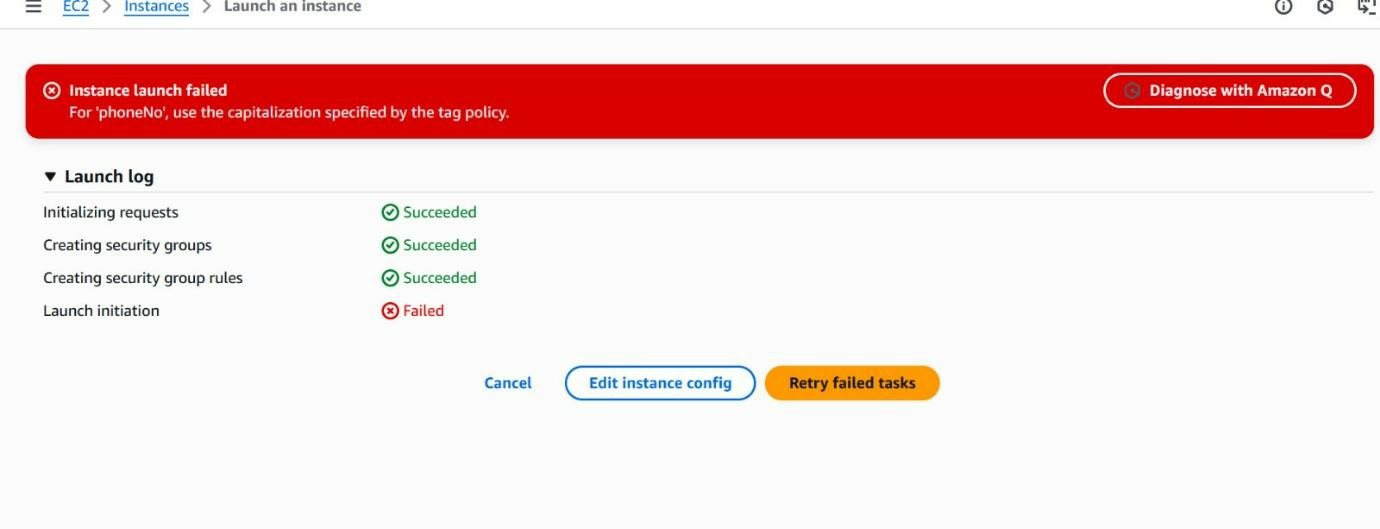 EC2 > Instances > Launch an instance
Instance launch failed
For 'phoneNo', use the capitalization specified by the tag policy.
Diagnose with Amazon Q
Launch log
Initializing requests Succeeded
Creating security groups Succeeded
Creating security group rules Succeeded
Launch initiation Failed
Cancel Edit instance config Retry failed tasks